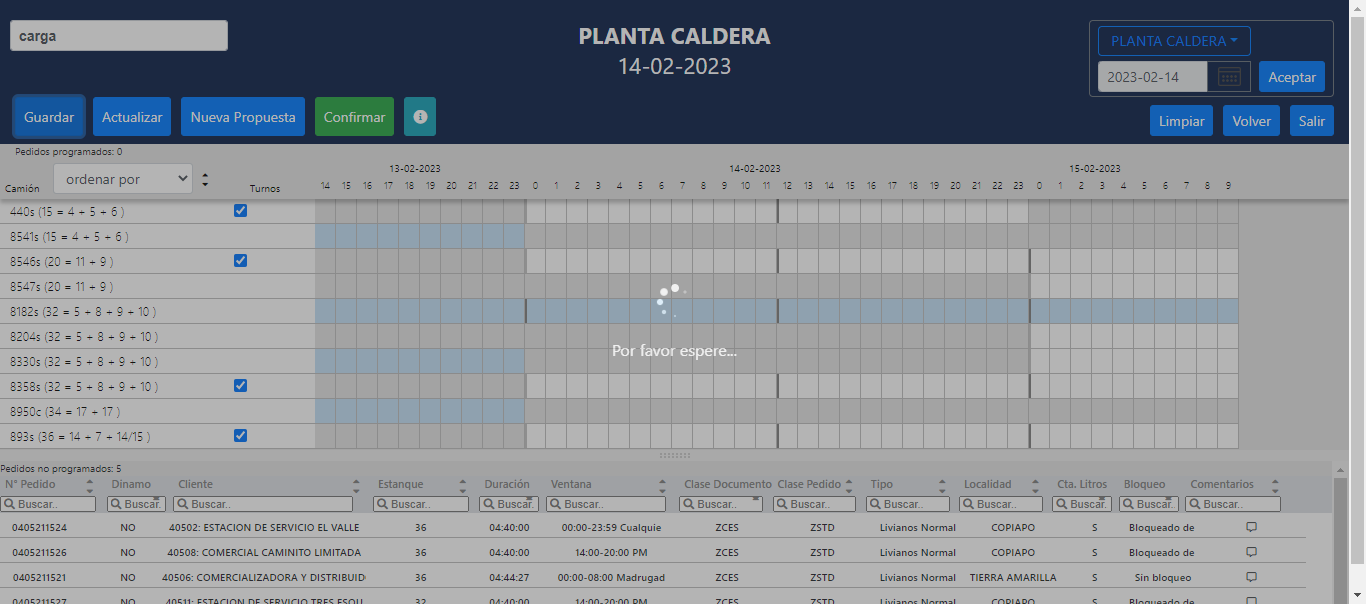 carga
PLANTA CALDERA
14-02-2023
PLANTA CALDERA
2023-02-14
Aceptar
Guardar
Actualizar
Nueva Propuesta
Confirmar
Limpiar
Volver
Salir
Pedidos programados: 0
Camión
ordenar por
Turnos
13-02-2023 14-02-2023 15-02-2023
14 15 16 17 18 19 20 21 22 23 0 1 2 3 4 5 6 7 8 9 10 11 12 13 14 15 16 17 18 19 20 21 22 23 0 1 2 3 4 5 6 7 8 9
440s (15 = 4 + 5 + 6 )
8541s (15 = 4 + 5 + 6 )
8546s (20 = 11 + 9 )
8547s (20 = 11 + 9 )
8182s (32 = 5 + 8 + 9 + 10 )
8204s (32 = 5 + 8 + 9 + 10 )
8330s (32 = 5 + 8 + 9 + 10 )
8358s (32 = 5 + 8 + 9 + 10 )
8950c (34 = 17 + 17 )
893s (36 = 14 + 7 + 14/15 )
Por favor espere...
Pedidos no programados: 5
N° Pedido Dinamo Cliente Estanque Duración Ventana Clase Documento Clase Pedido Tipo Localidad Cta. Litros Bloqueo Comentarios
Buscar.. Buscar. Buscar.. Buscar.. Buscar. Buscar.. Buscar.. Buscar.. Buscar.. Buscar.. Buscar. Buscar. Buscar..
0405211524 NO 40502: ESTACION DE SERVICIO EL VALLE 36 04:40:00 00:00-23:59 Cualquie ZCES ZSTD Livianos Normal COPIAPO S Bloqueado de
0405211526 NO 40508: COMERCIAL CAMINITO LIMITADA 36 04:40:00 14:00-20:00 PM ZCES ZSTD Livianos Normal COPIAPO S Bloqueado de
0405211521 NO 40506: COMERCIALIZADORA Y DISTRIBUID 36 04:44:27 00:00-08:00 Madrugad ZCES ZSTD Livianos Normal TIERRA AMARILLA S Sin bloqueo
0405211527 NO 40511: ESTACION DE SERVICIO TRES ESQU 32 04:40:00 14:00-20:00 PM ZCES ZSTD Livianos Normal COPIAPO S Bloqueado de